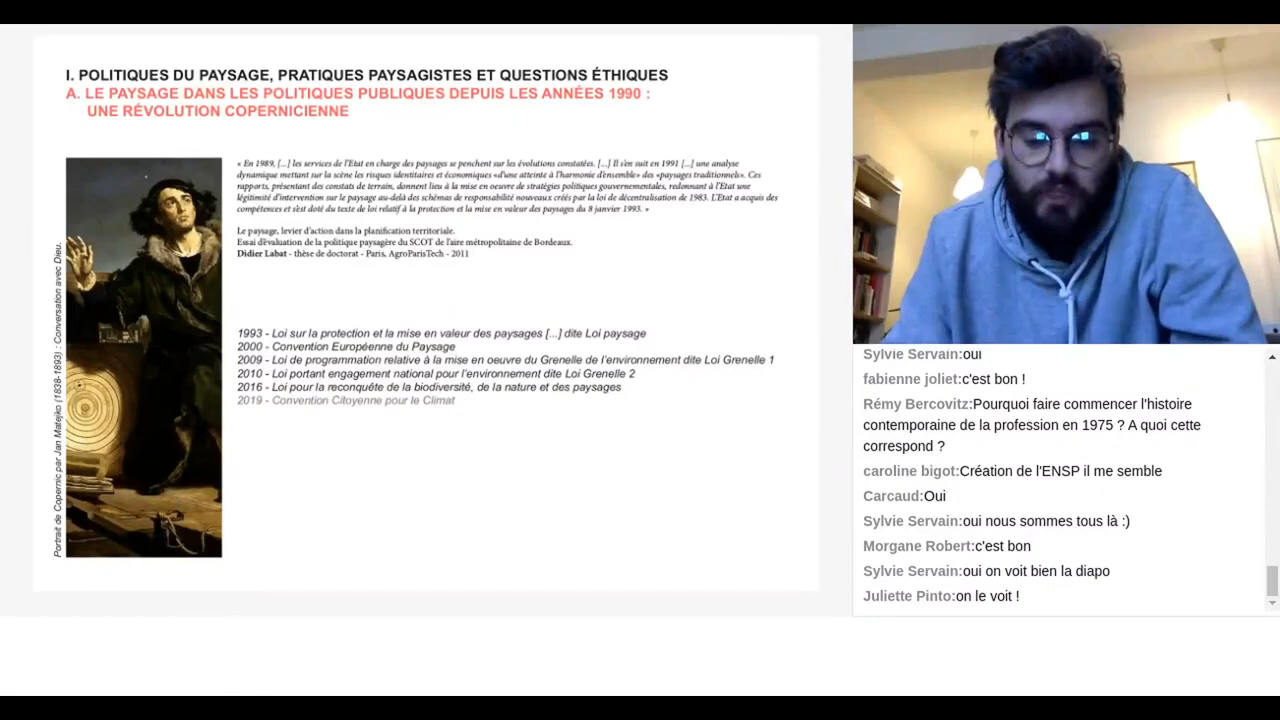 I. POLITIQUES DU PAYSAGE, PRATIQUES PAYSAGISTES ET QUESTIONS ÉTHIQUES
A. LE PAYSAGE DANS LES POLITIQUES PUBLIQUES DEPUIS LES ANNÉES 1990 :
UNE RÉVOLUTION COPERNICIENNE
« En 1989, [...] les services de l'Etat en charge des paysages se penchent sur les évolutions constatées. [...] Il s'en suit en 1991 [...] une analyse
dynamique mettant sur la scène les risques identitaires et économiques «d'une atteinte à l'harmonie d'ensemble» des «paysages traditionnels». Ces
rapports, présentant des constats de terrain, donnent lieu à la mise en oeuvre de stratégies politiques gouvernementales, redonnant à l'Etat une
légitimité d'intervention sur le paysage au-delà des schémas de responsabilité nouveaux créés par la loi de décentralisation de 1983. L'Etat a acquis des
compétences et s'est doté du texte de loi relatif à la protection et la mise en valeur des paysages du 8 janvier 1993. »
Le paysage, levier d'action dans la planification territoriale.
Essai d'évaluation de la politique paysagère du SCOT de l'aire métropolitaine de Bordeaux.
Didier Labat - thèse de doctorat - Paris, AgroParisTech - 2011
1993 - Loi sur la protection et la mise en valeur des paysages [...] dite Loi paysage
2000 - Convention Européenne du Paysage
2009 - Loi de programmation relative à la mise en oeuvre du Grenelle de l'environnement dite Loi Grenelle 1
2010 - Loi portant engagement national pour l'environnement dite Loi Grenelle 2
2016 - Loi pour la reconquête de la biodiversité, de la nature et des paysages
2019 - Convention Citoyenne pour le Climat
Portrait de Copernic par Jan Matejko (1838-1893) : Conversation avec Dieu.
Sylvie Servain:oui
fabienne joliet:c'est bon !
Rémy Bercovitz:Pourquoi faire commencer l'histoire
contemporaine de la profession en 1975 ? A quoi cette
correspond ?
caroline bigot:Création de l'ENSP il me semble
Carcaud:Oui
Sylvie Servain:oui nous sommes tous là :)
Morgane Robert:c'est bon
Sylvie Servain:oui on voit bien la diapo
Juliette Pinto:on le voit !